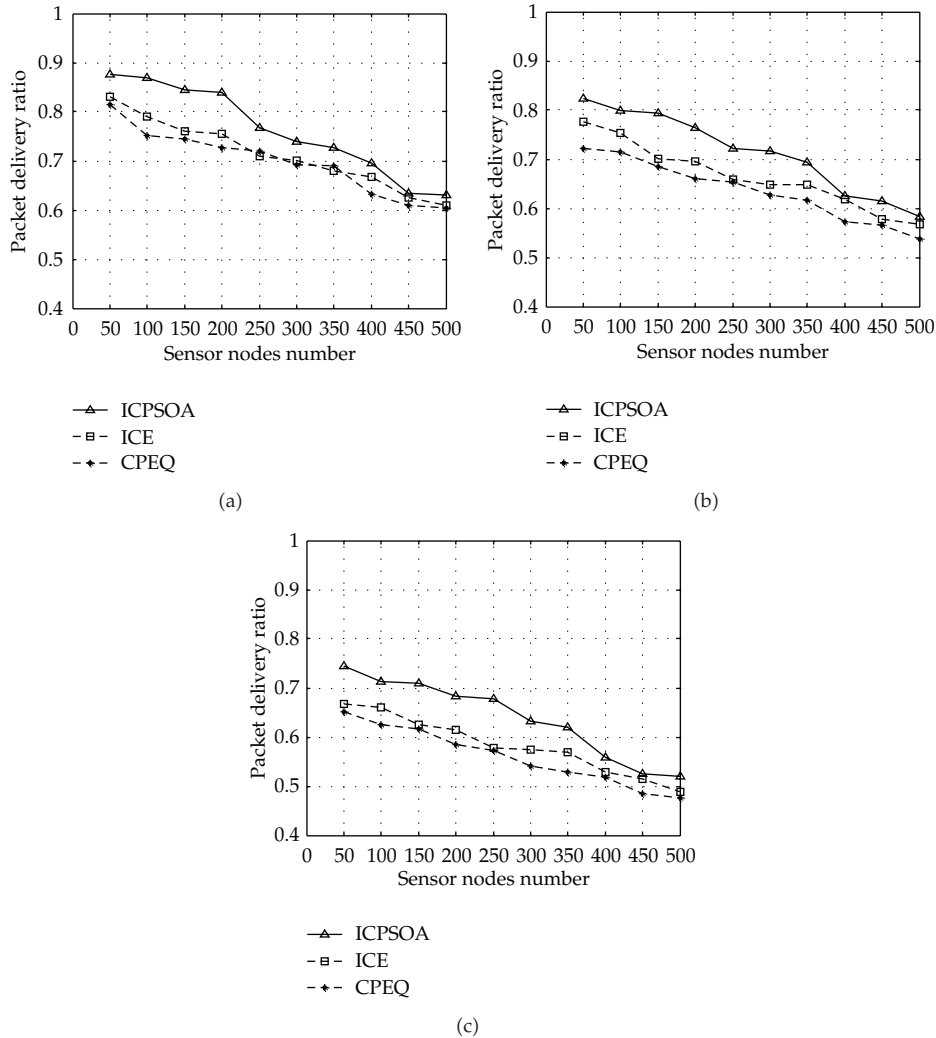 1
0.9
0.8
0.7
0.6
0.5
0.4
Packet delivery ratio
0 50 100 150 200 250 300 350 400 450 500
Sensor nodes number
ICPSOA
ICE
CPEQ
(a)
1
0.9
0.8
0.7
0.6
0.5
0.4
Packet delivery ratio
0 50 100 150 200 250 300 350 400 450 500
Sensor nodes number
ICPSOA
ICE
CPEQ
(b)
1
0.9
0.8
0.7
0.6
0.5
0.4
Packet delivery ratio
0 50 100 150 200 250 300 350 400 450 500
Sensor nodes number
ICPSOA
ICE
CPEQ
(c)